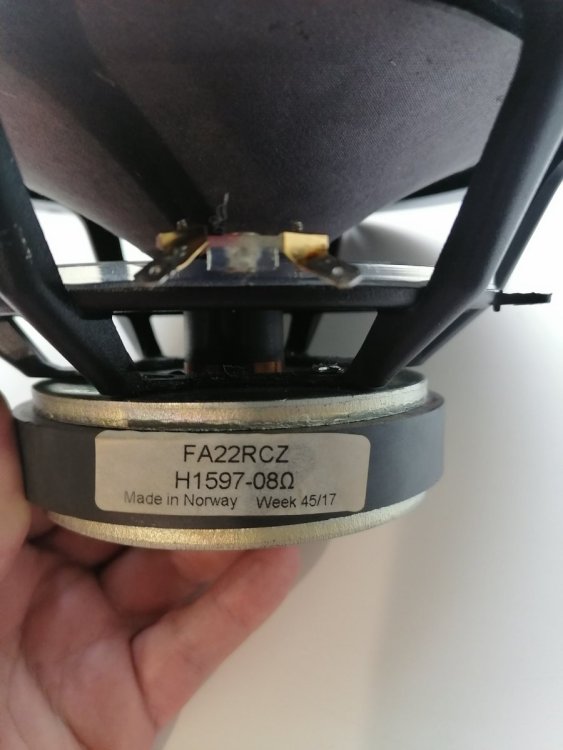 FA22RCZ
H1597-08Ω
Made in Norway Week 45/17